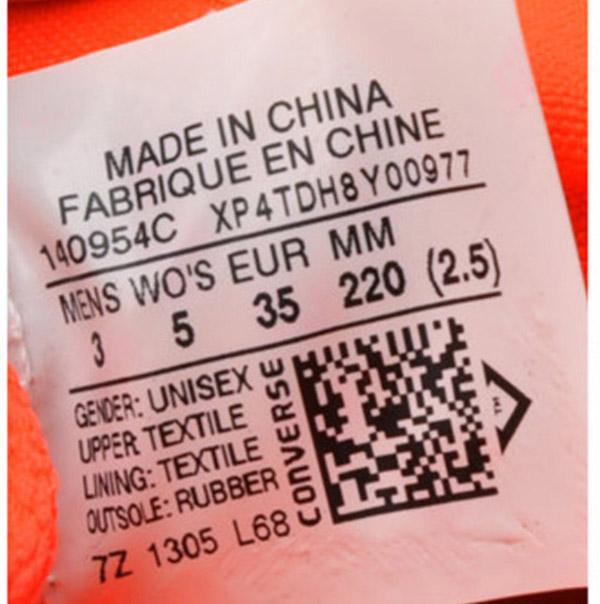 MADE IN CHINA
FABRIQUE EN CHINE
140954C XP4TDH8Y00977
MENS WO'S EUR MM
3 5 35 220 (2.5)
GENDER: UNISEX
UPPER TEXTILE
LINING: TEXTILE
OUTSOLE: RUBBER
7Z 1305 L68
CONVERSE
TM